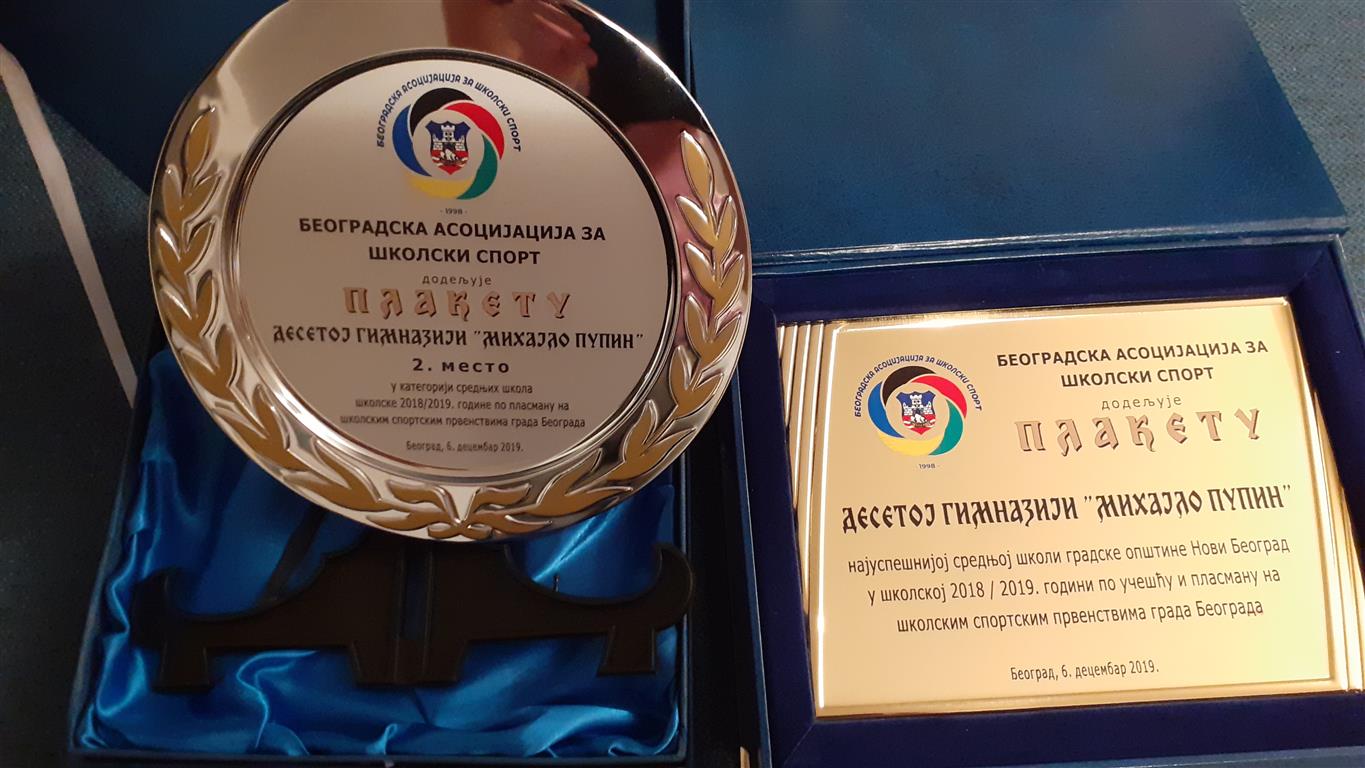 БЕОГРАДСКА АСОЦИЈАЦИЈА ЗА ШКОЛСКИ СПОРТ
- 1998 -
БЕОГРАДСКА АСОЦИЈАЦИЈА ЗА
ШКОЛСКИ СПОРТ
додељује
ПЛАКЕТУ
ДЕСЕТОЈ ГИМНАЗИЈИ "МИХАЈЛО ПУПИН"
2. место
у категорији средњих школа
школске 2018/2019. године по пласману на
школским спортским првенствима града Београда
Београд, 6. децембар 2019.
БЕОГРАДСКА АСОЦИЈАЦИЈА ЗА ШКОЛСКИ СПОРТ
- 1998 -
БЕОГРАДСКА АСОЦИЈАЦИЈА ЗА
ШКОЛСКИ СПОРТ
додељује
ПЛАКЕТУ
ДЕСЕТОЈ ГИМНАЗИЈИ "МИХАЈЛО ПУПИН"
најуспешнијој средњој школи градске општине Нови Београд
у школској 2018 / 2019. години по учешћу и пласману на
школским спортским првенствима града Београда
Београд, 6. децембар 2019.